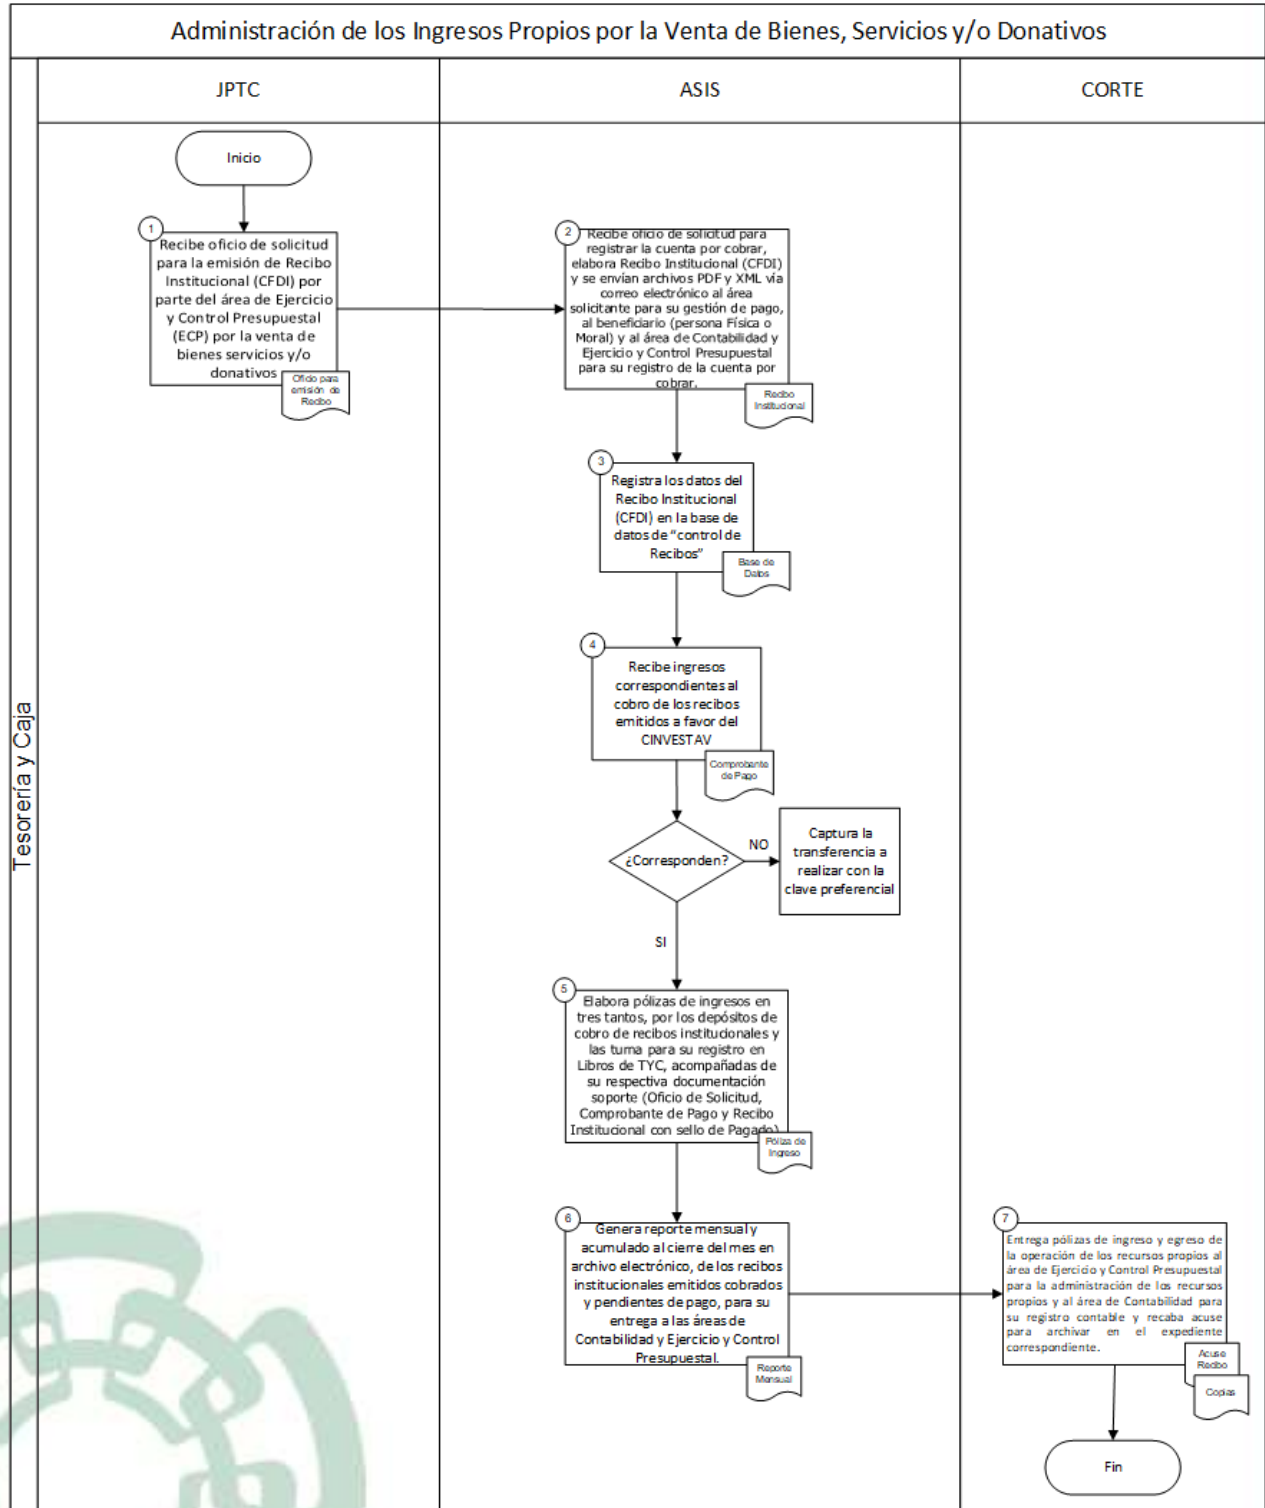 Administración de los Ingresos Propios por la Venta de Bienes, Servicios y/o Donativos
JPTC
ASIS
CORTE
Tesorería y Caja
Inicio
1
Recibe oficio de solicitud
para la emisión de Recibo
Institucional (CFDI) por
parte del área de Ejercicio
y Control Presupuestal
(ECP) por la venta de
bienes servicios y/o
donativos
Oficio para
emisión de
Recibo
2
Recibe oficio de solicitud para
registrar la cuenta por cobrar,
elabora Recibo Institucional (CFDI)
y se envían archivos PDF y XML vía
correo electrónico al área
solicitante para su gestión de pago,
al beneficiario (persona Física o
Moral) y al área de Contabilidad y
Ejercicio y Control Presupuestal
para su registro de la cuenta por
cobrar.
Recibo
Institucional
3
Registra los datos del
Recibo Institucional
(CFDI) en la base de
datos de “control de
Recibos”
Base de
Datos
4
Recibe ingresos
correspondientes al
cobro de los recibos
emitidos a favor del
CINVESTAV
Comprobante
de Pago
¿Corresponden?
NO
Captura la
transferencia a
realizar con la
clave preferencial
SI
5
Elabora pólizas de ingresos en
tres tantos, por los depósitos de
cobro de recibos institucionales y
las turna para su registro en
Libros de TYC, acompañadas de
su respectiva documentación
soporte (Oficio de Solicitud,
Comprobante de Pago y Recibo
Institucional con sello de Pagado)
Póliza de
Ingreso
6
Genera reporte mensual y
acumulado al cierre del mes en
archivo electrónico, de los recibos
institucionales emitidos cobrados
y pendientes de pago, para su
entrega a las áreas de
Contabilidad y Ejercicio y Control
Presupuestal.
Reporte
Mensual
7
Entrega pólizas de ingreso y egreso de
la operación de los recursos propios al
área de Ejercicio y Control Presupuestal
para la administración de los recursos
propios y al área de Contabilidad para
su registro contable y recaba acuse
para archivar en el expediente
correspondiente.
Acuse
Recibo
Copias
Fin